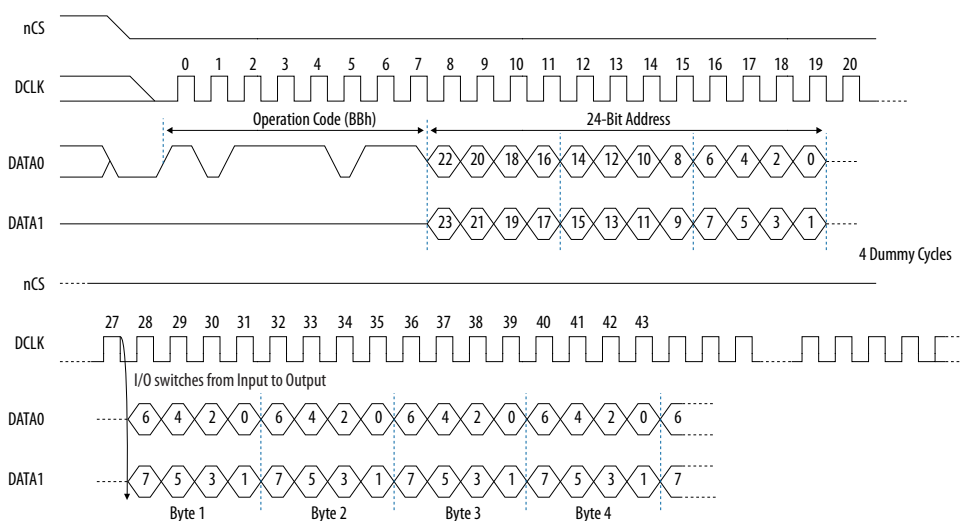 nCS
0 1 2 3 4 5 6 7 8 9 10 11 12 13 14 15 16 17 18 19 20
DCLK
Operation Code (BBh) 24-Bit Address
DATA0 22 20 18 16 14 12 10 8 6 4 2 0
DATA1 23 21 19 17 15 13 11 9 7 5 3 1
4 Dummy Cycles
nCS
27 28 29 30 31 32 33 34 35 36 37 38 39 40 41 42 43
DCLK
I/O switches from Input to Output
DATA0 6 4 2 0 6 4 2 0 6 4 2 0 6 4 2 0 6
DATA1 7 5 3 1 7 5 3 1 7 5 3 1 7 5 3 1 7
Byte 1 Byte 2 Byte 3 Byte 4